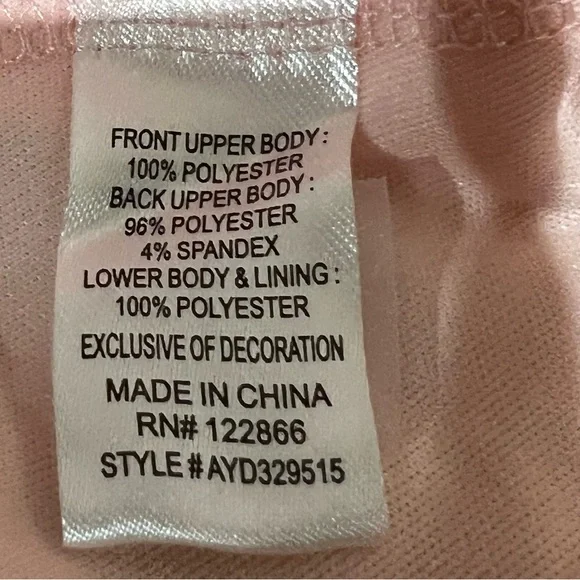 FRONT UPPER BODY:
100% POLYESTER
BACK UPPER BODY:
96% POLYESTER
4% SPANDEX
LOWER BODY & LINING:
100% POLYESTER
EXCLUSIVE OF DECORATION
MADE IN CHINA
RN# 122866
STYLE #AYD329515